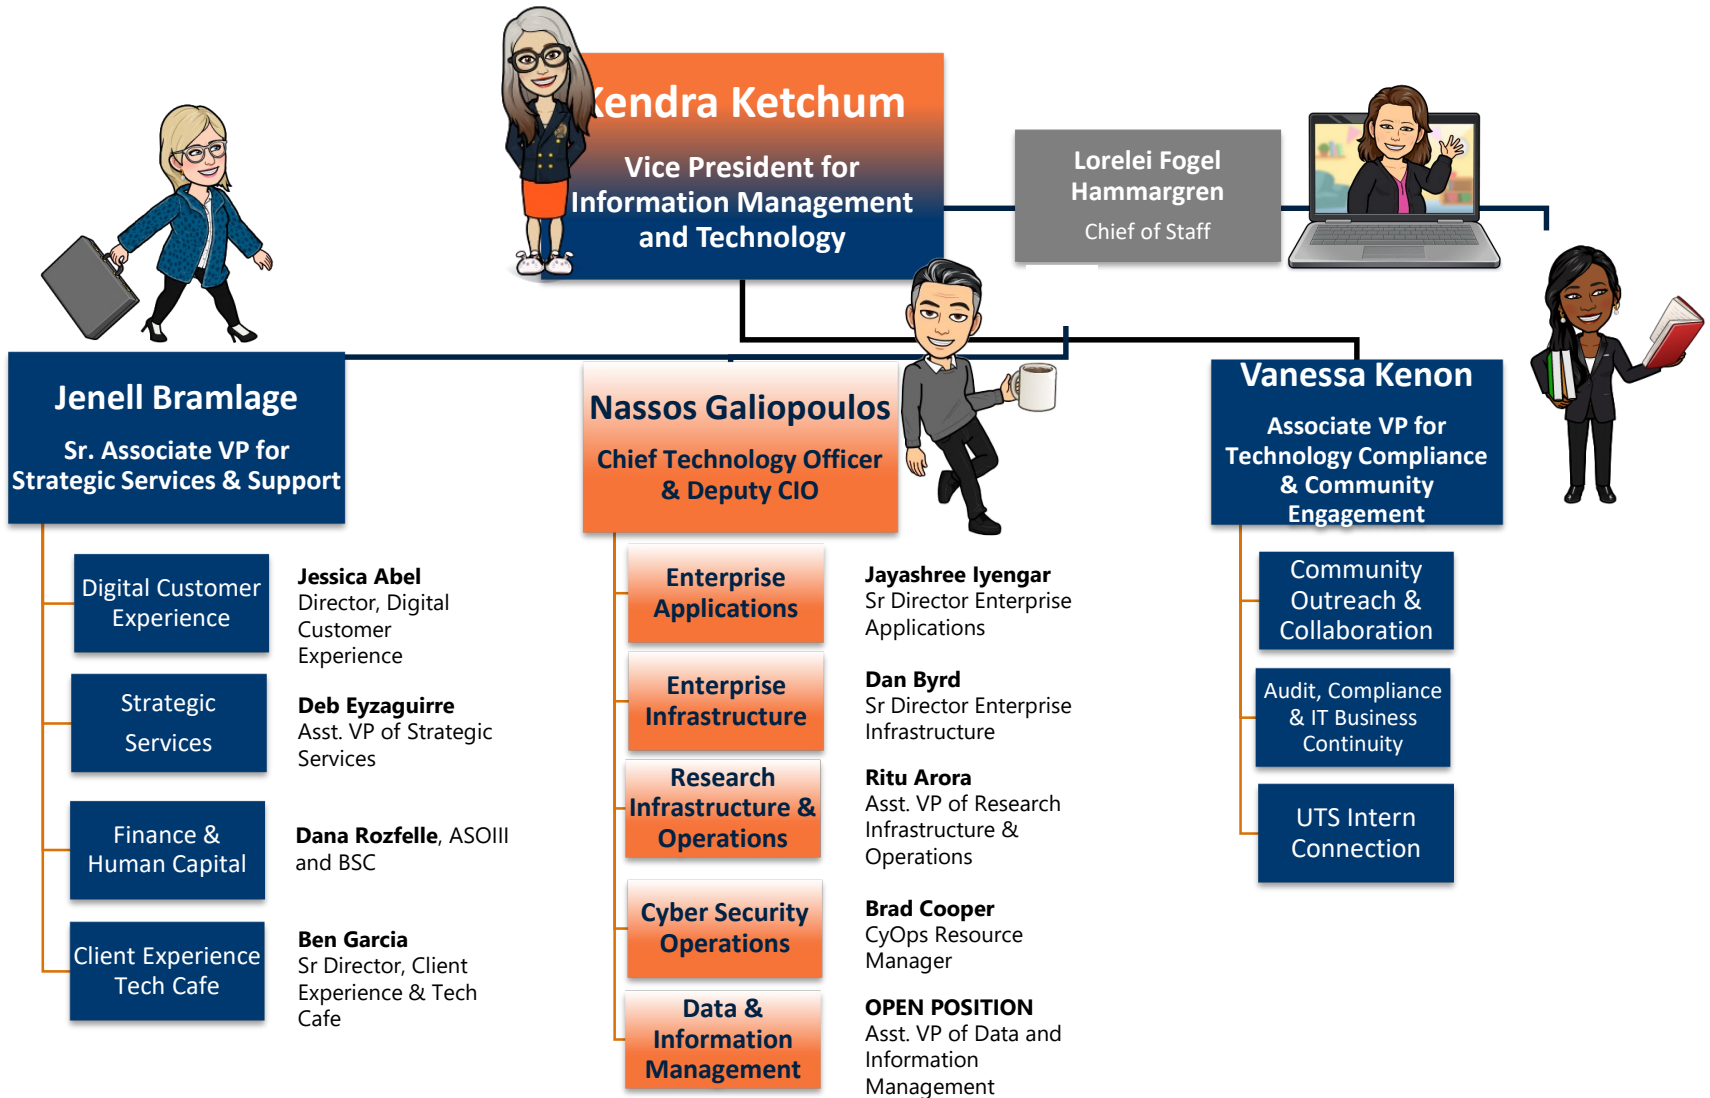 Kendra Ketchum
Vice President for
Information Management
and Technology
Lorelei Fogel
Hammargren
Chief of Staff
Jenell Bramlage
Sr. Associate VP for
Strategic Services & Support
Digital Customer
Experience
Jessica Abel
Director, Digital
Customer
Experience
Strategic
Services
Deb Eyzaguirre
Asst. VP of Strategic
Services
Finance &
Human Capital
Dana Rozfelle, ASOIII
and BSC
Client Experience
Tech Cafe
Ben Garcia
Sr Director, Client
Experience & Tech
Cafe
Nassos Galiopoulos
Chief Technology Officer
& Deputy CIO
Enterprise
Applications
Jayashree Iyengar
Sr Director Enterprise
Applications
Enterprise
Infrastructure
Dan Byrd
Sr Director Enterprise
Infrastructure
Research
Infrastructure &
Operations
Ritu Arora
Asst. VP of Research
Infrastructure &
Operations
Cyber Security
Operations
Brad Cooper
CyOps Resource
Manager
Data &
Information
Management
OPEN POSITION
Asst. VP of Data and
Information
Management
Vanessa Kenon
Associate VP for
Technology Compliance
& Community
Engagement
Community
Outreach &
Collaboration
Audit, Compliance
& IT Business
Continuity
UTS Intern
Connection